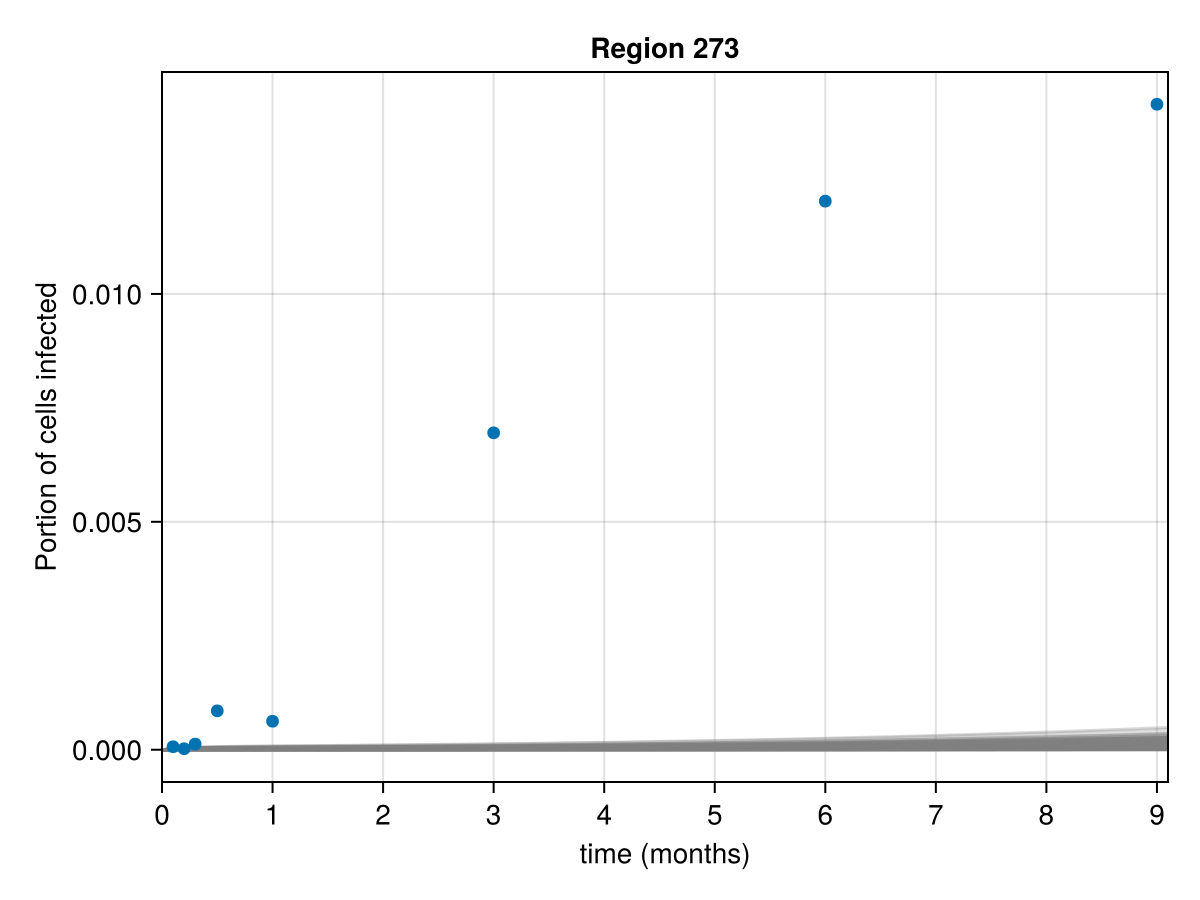 Region 273
Portion of cells infected
0.010
0.005
0.000
0 1 2 3 4 5 6 7 8 9
time (months)